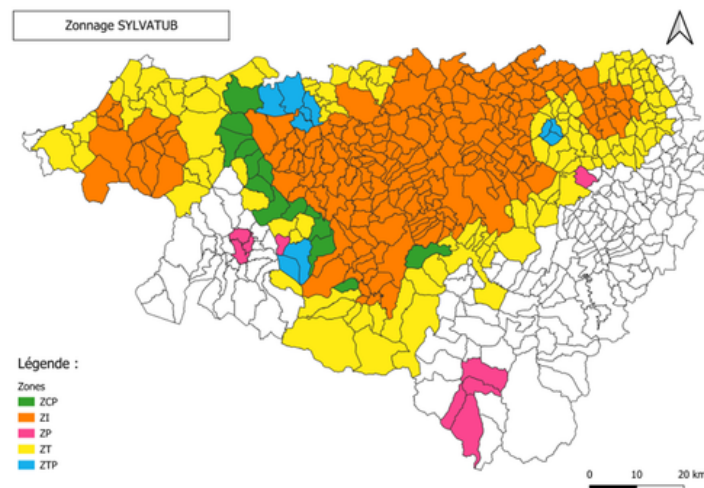 Zonnage SYLVATUB
Légende :
Zones
ZCP
ZI
ZP
ZT
ZTP
0 10 20 km